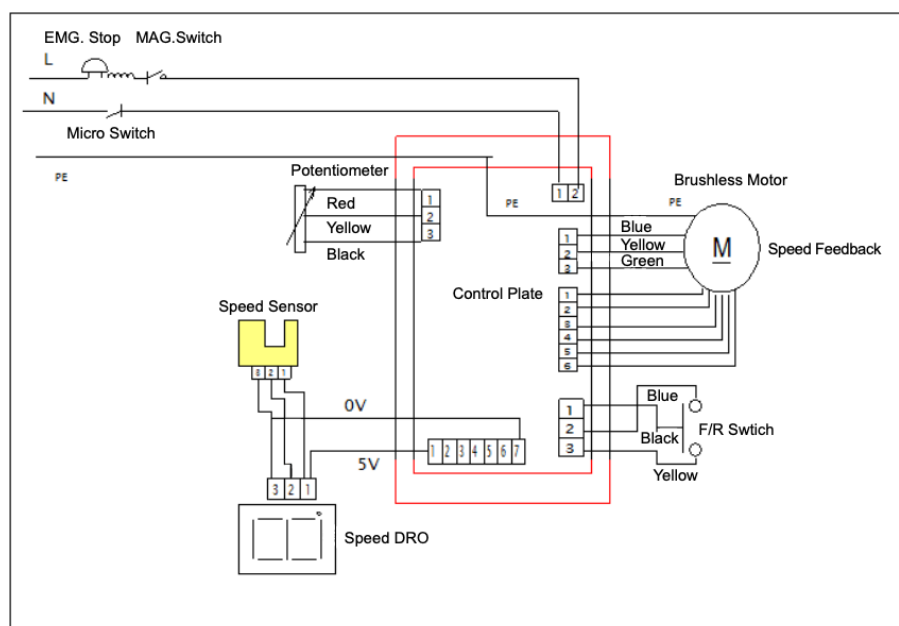 EMG. Stop MAG.Switch
L
N
Micro Switch
PE
Potentiometer
Red
Yellow
Black
1
2
3
1 2
PE
PE
Brushless Motor
Blue
Yellow
Green
1
2
3
M
Speed Feedback
Control Plate
1
2
3
4
5
6
Speed Sensor
3 2 1
0V
5V
1 2 3 4 5 6 7
1
2
3
Blue
Black
Yellow
F/R Swtich
3 2 1
Speed DRO